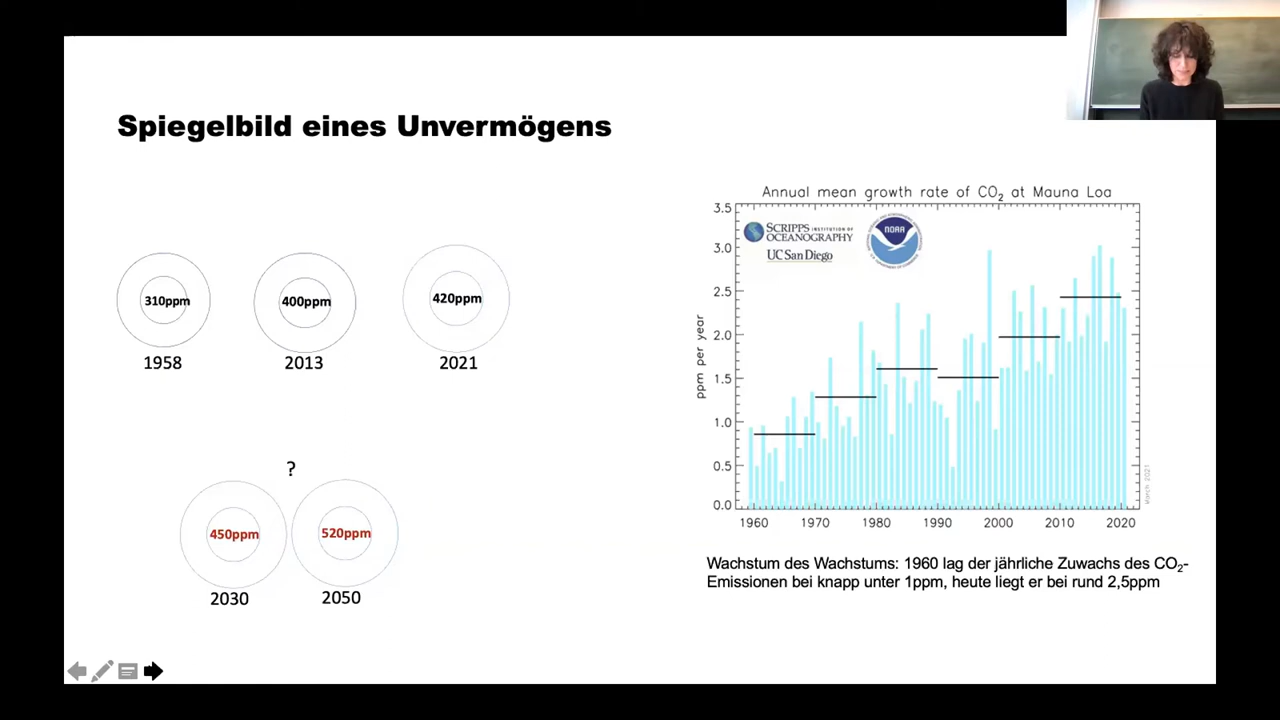 Spiegelbild eines Unvermögens
310ppm
400ppm
420ppm
1958
2013
2021
?
450ppm
520ppm
2030
2050
Annual mean growth rate of CO₂ at Mauna Loa
SCRIPPS INSTITUTION OF
OCEANOGRAPHY
UC San Diego
NOAA
ppm per year
3.5
3.0
2.5
2.0
1.5
1.0
0.5
0.0
1960 1970 1980 1990 2000 2010 2020
March 2021
Wachstum des Wachstums: 1960 lag der jährliche Zuwachs des CO₂-
Emissionen bei knapp unter 1ppm, heute liegt er bei rund 2,5ppm